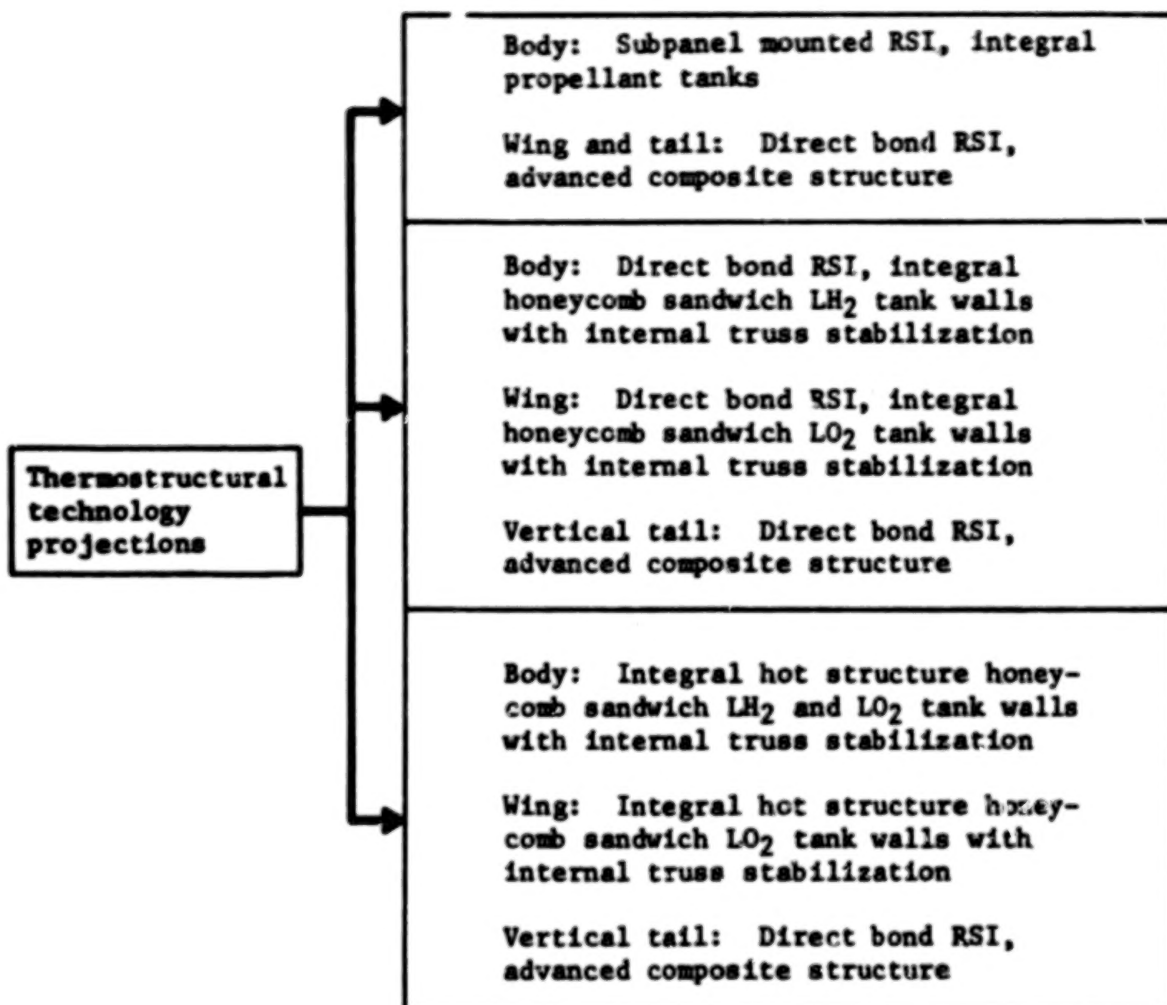 Body: Subpanel mounted RSI, integral
propellant tanks
Wing and tail: Direct bond RSI,
advanced composite structure
Body: Direct bond RSI, integral
honeycomb sandwich LH₂ tank walls
with internal truss stabilization
Wing: Direct bond RSI, integral
honeycomb sandwich LO₂ tank walls
with internal truss stabilization
Vertical tail: Direct bond RSI,
advanced composite structure
Thermostructural
technology
projections
Body: Integral hot structure honey-
comb sandwich LH₂ and LO₂ tank walls
with internal truss stabilization
Wing: Integral hot structure honey-
comb sandwich LO₂ tank walls with
internal truss stabilization
Vertical tail: Direct bond RSI,
advanced composite structure